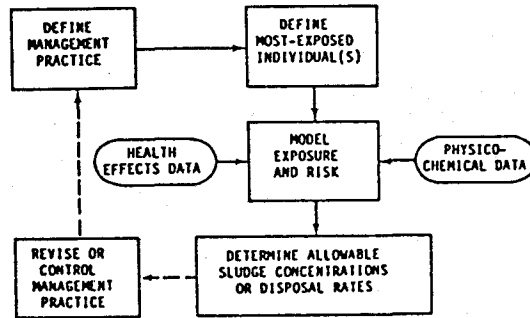 DEFINE
MANAGEMENT
PRACTICE
DEFINE
MOST-EXPOSED
INDIVIDUAL(S)
HEALTH
EFFECTS DATA
MODEL
EXPOSURE
AND RISK
PHYSICO-
CHEMICAL DATA
REVISE OR
CONTROL
MANAGEMENT
PRACTICE
DETERMINE ALLOWABLE
SLUDGE CONCENTRATIONS
OR DISPOSAL RATES